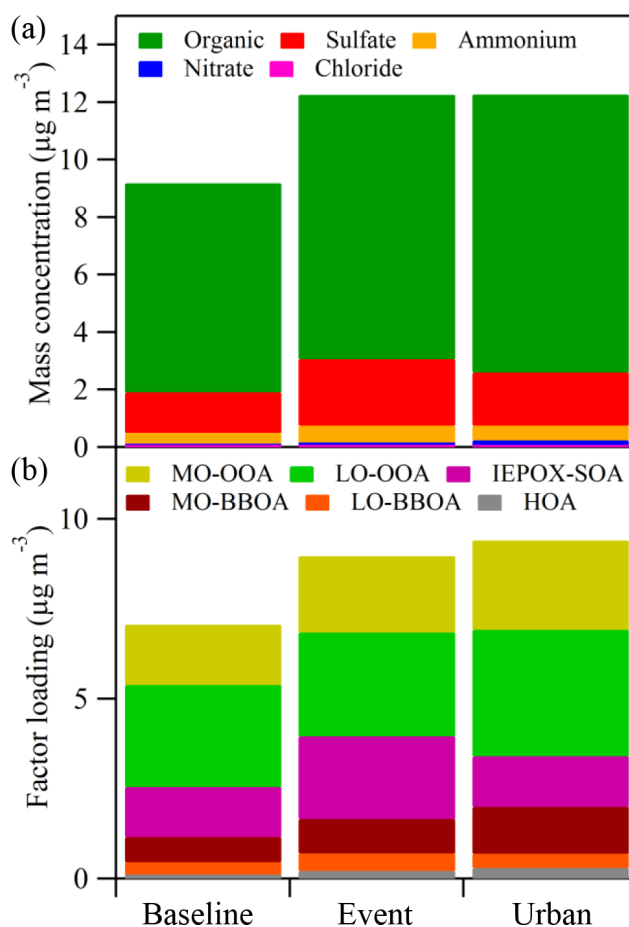 (a)
Mass concentration (µg m⁻³)
14
12
10
8
6
4
2
0
Organic Sulfate Ammonium
Nitrate Chloride
(b)
Factor loading (µg m⁻³)
10
5
0
MO-OOA LO-OOA IEPOX-SOA
MO-BBOA LO-BBOA HOA
Baseline Event Urban